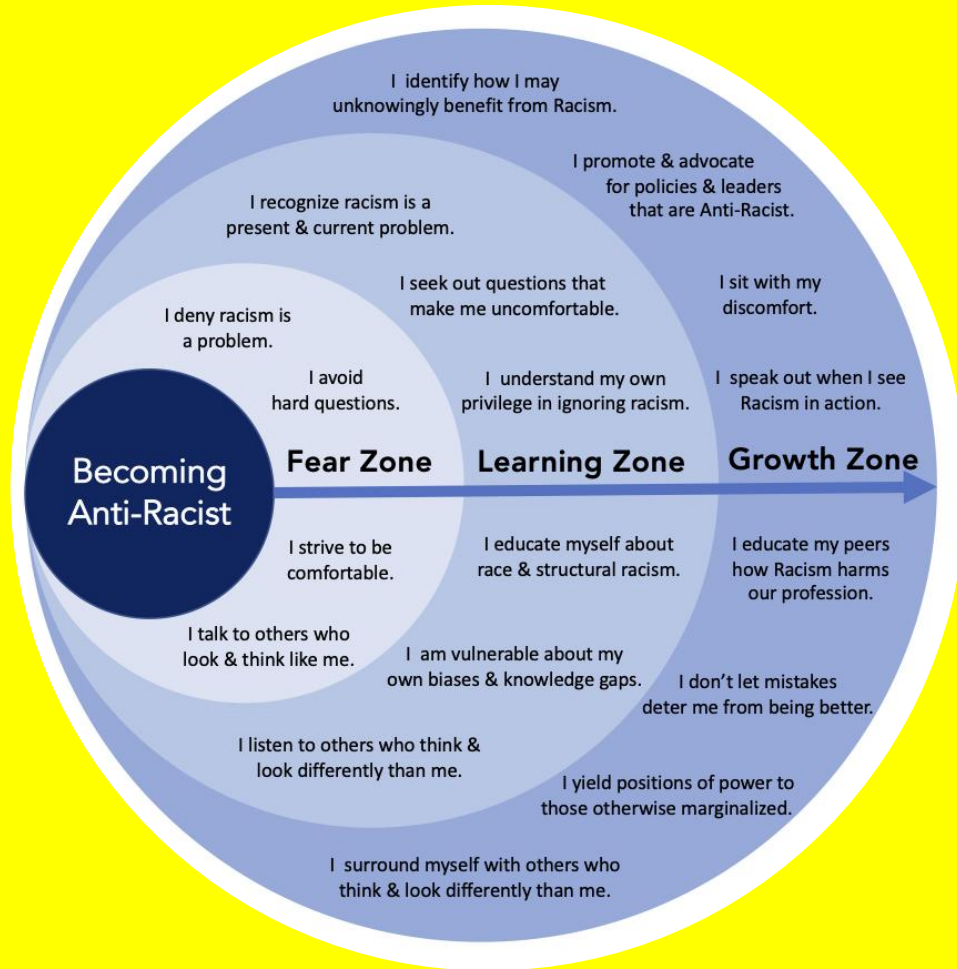 I identify how I may
unknowingly benefit from Racism.
I promote & advocate
for policies & leaders
that are Anti-Racist.
I recognize racism is a
present & current problem.
I seek out questions that
make me uncomfortable.
I sit with my
discomfort.
I deny racism is
a problem.
I avoid
hard questions.
I understand my own
privilege in ignoring racism.
I speak out when I see
Racism in action.
Becoming
Anti-Racist
Fear Zone
Learning Zone
Growth Zone
I strive to be
comfortable.
I educate myself about
race & structural racism.
I educate my peers
how Racism harms
our profession.
I talk to others who
look & think like me.
I am vulnerable about my
own biases & knowledge gaps.
I don't let mistakes
deter me from being better.
I listen to others who think &
look differently than me.
I yield positions of power to
those otherwise marginalized.
I surround myself with others who
think & look differently than me.